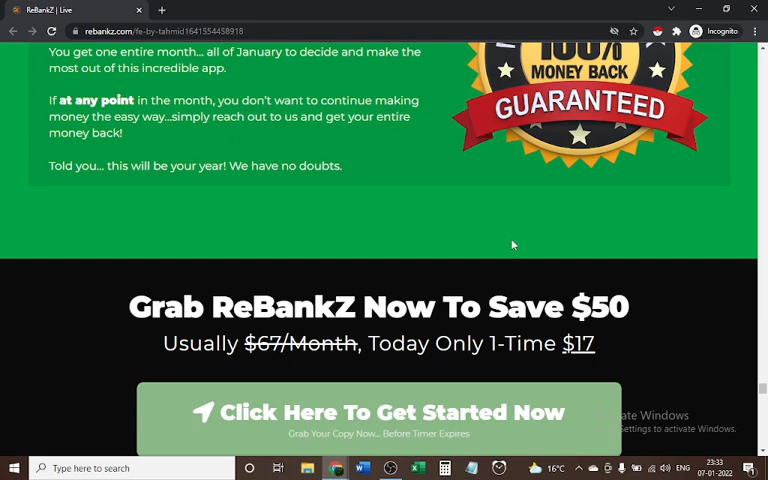 ReBankZ | Live
rebankz.com/fe-by-tahmid1641554458918
Incognito
You get one entire month... all of January to decide and make the
most out of this incredible app.
If at any point in the month, you don't want to continue making
money the easy way...simply reach out to us and get your entire
money back!
Told you... this will be your year! We have no doubts.
100%
MONEY BACK
GUARANTEED
Grab ReBankZ Now To Save $50
Usually $67/Month, Today Only 1-Time $17
Click Here To Get Started Now
Grab Your Copy Now... Before Timer Expires
ate Windows
Settings to activate Windows.
Type here to search
16°C
ENG
23:33
07-01-2022